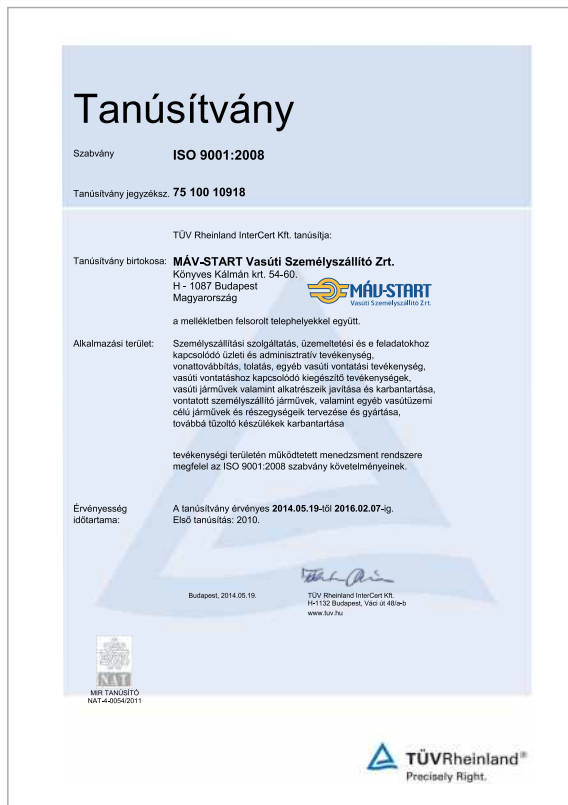 Tanúsítvány
Szabvány ISO 9001:2008
Tanúsítvány jegyzéksz. 75 100 10918
TÜV Rheinland InterCert Kft. tanúsítja:
Tanúsítvány birtokosa: MÁV-START Vasúti Személyszállító Zrt.
Könyves Kálmán krt. 54-60.
H - 1087 Budapest
Magyarország
MÁV-START
Vasúti Személyszállító Zrt.
a mellékletben felsorolt telephelyekkel együtt.
Alkalmazási terület: Személyszállítási szolgáltatás, üzemeltetési és e feladatokhoz
kapcsolódó üzleti és adminisztratív tevékenység,
vonattovábbítás, tolatás, egyéb vasúti vontatási tevékenység,
vasúti vontatáshoz kapcsolódó kiegészítő tevékenységek,
vasúti járművek valamint alkatrészeik javítása és karbantartása,
vontatott személyszállító járművek, valamint egyéb vasútüzemi
célú járművek és részegységeik tervezése és gyártása,
továbbá tűzoltó készülékek karbantartása
tevékenységi területén működtetett menedzsment rendszere
megfelel az ISO 9001:2008 szabvány követelményeinek.
Érvényesség A tanúsítvány érvényes 2014.05.19-től 2016.02.07-ig.
időtartama: Első tanúsítás: 2010.
Budapest, 2014.05.19.
TÜV Rheinland InterCert Kft.
H-1132 Budapest, Váci út 48/a-b
www.tuv.hu
NAT
MIR TANÚSÍTÓ
NAT-4-0054/2011
TÜVRheinland®
Precisely Right.